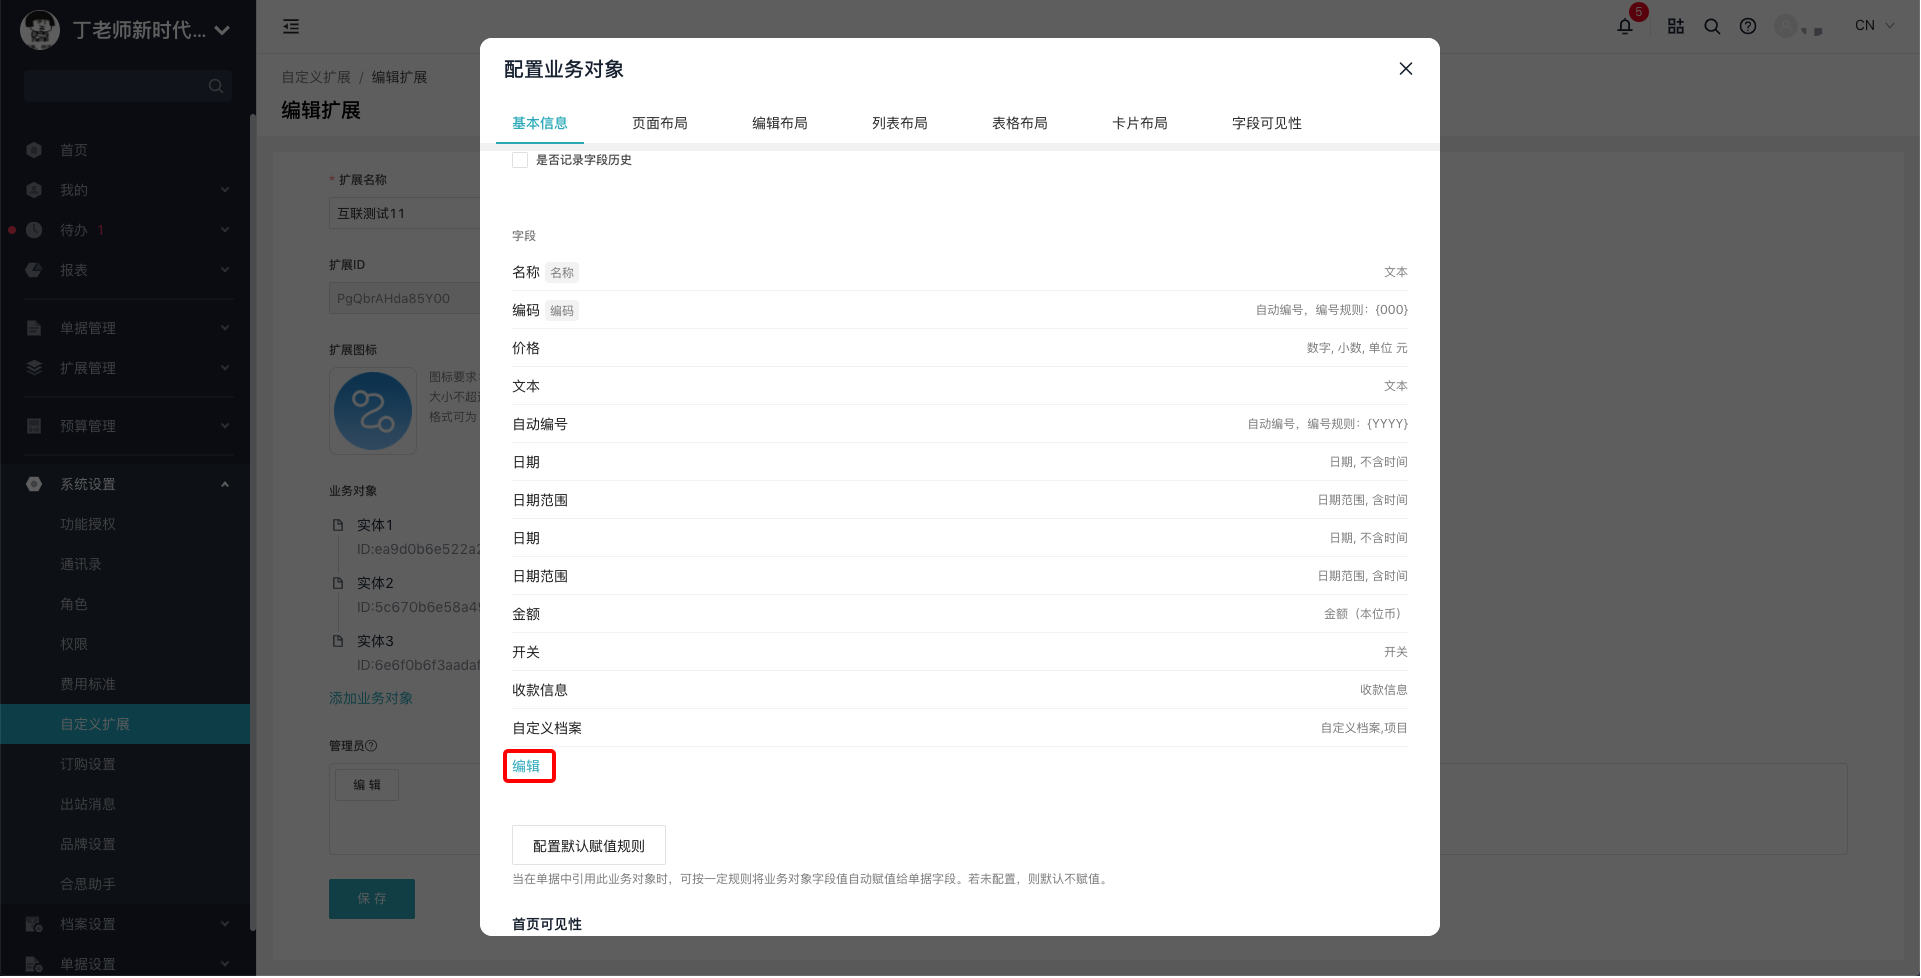 丁老师新时代...
首页
我的
待办 1
报表
单据管理
扩展管理
预算管理
系统设置
功能授权
通讯录
角色
权限
费用标准
自定义扩展
订购设置
出站消息
品牌设置
合思助手
档案设置
单据设置
5
CN
自定义扩展 / 编辑扩展
编辑扩展
* 扩展名称
互联测试11
扩展ID
PgQbrAHda85Y00
扩展图标
图标要求:
大小不超
格式可为
业务对象
实体1
ID:ea9d0b6e522a2
实体2
ID:5c670b6e58a49
实体3
ID:6e6f0b6f3aadaf
添加业务对象
管理员
编 辑
保 存
配置业务对象
基本信息 页面布局 编辑布局 列表布局 表格布局 卡片布局 字段可见性
是否记录字段历史
字段
名称 名称 文本
编码 编码 自动编号，编号规则：{000}
价格 数字, 小数, 单位 元
文本 文本
自动编号 自动编号，编号规则：{YYYY}
日期 日期, 不含时间
日期范围 日期范围, 含时间
日期 日期, 不含时间
日期范围 日期范围, 含时间
金额 金额（本位币）
开关 开关
收款信息 收款信息
自定义档案 自定义档案,项目
编辑
配置默认赋值规则
当在单据中引用此业务对象时，可按一定规则将业务对象字段值自动赋值给单据字段。若未配置，则默认不赋值。
首页可见性